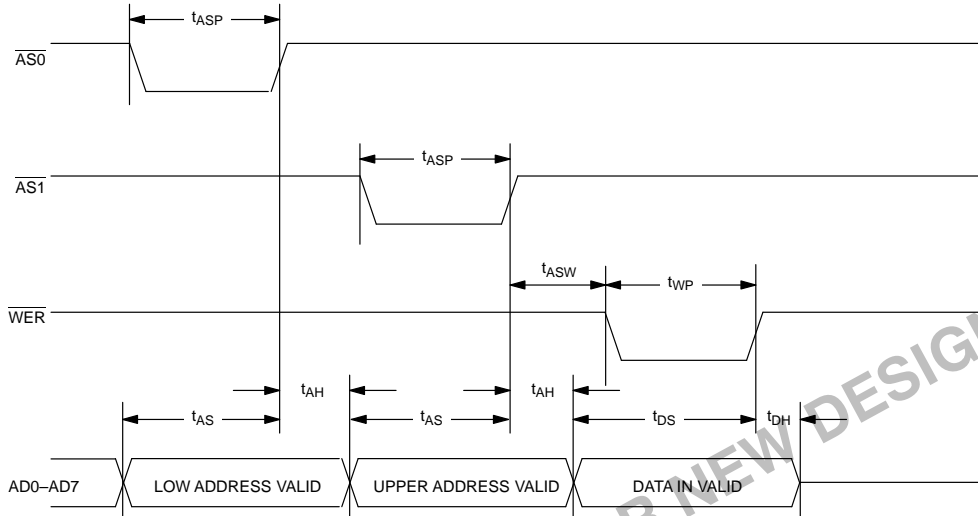 tASP
AS0
tASP
AS1
tASW
tWP
WER
tAH
tAH
tAS
tAS
tDS
tDH
AD0–AD7
LOW ADDRESS VALID
UPPER ADDRESS VALID
DATA IN VALID
R NEW DESIGN